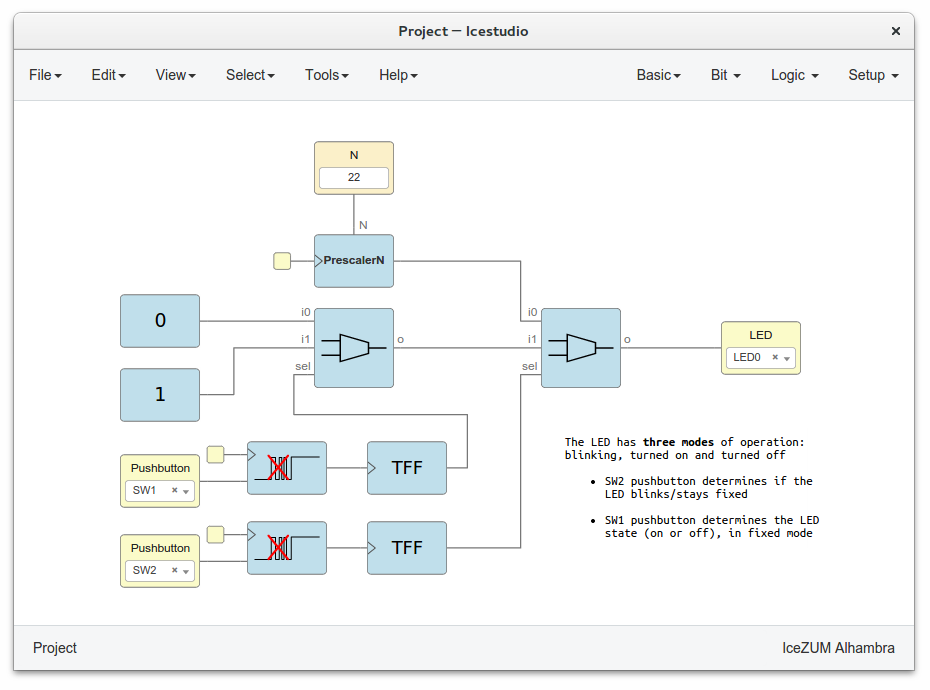 Project — Icestudio ×
File Edit View Select Tools Help Basic Bit Logic Setup
N
22
N
PrescalerN
0
i0
i1
sel
o
1
i0
i1
sel
o
LED
LED0 ×
Pushbutton
SW1 ×
TFF
Pushbutton
SW2 ×
TFF
The LED has three modes of operation:
blinking, turned on and turned off
• SW2 pushbutton determines if the
LED blinks/stays fixed
• SW1 pushbutton determines the LED
state (on or off), in fixed mode
Project IceZUM Alhambra